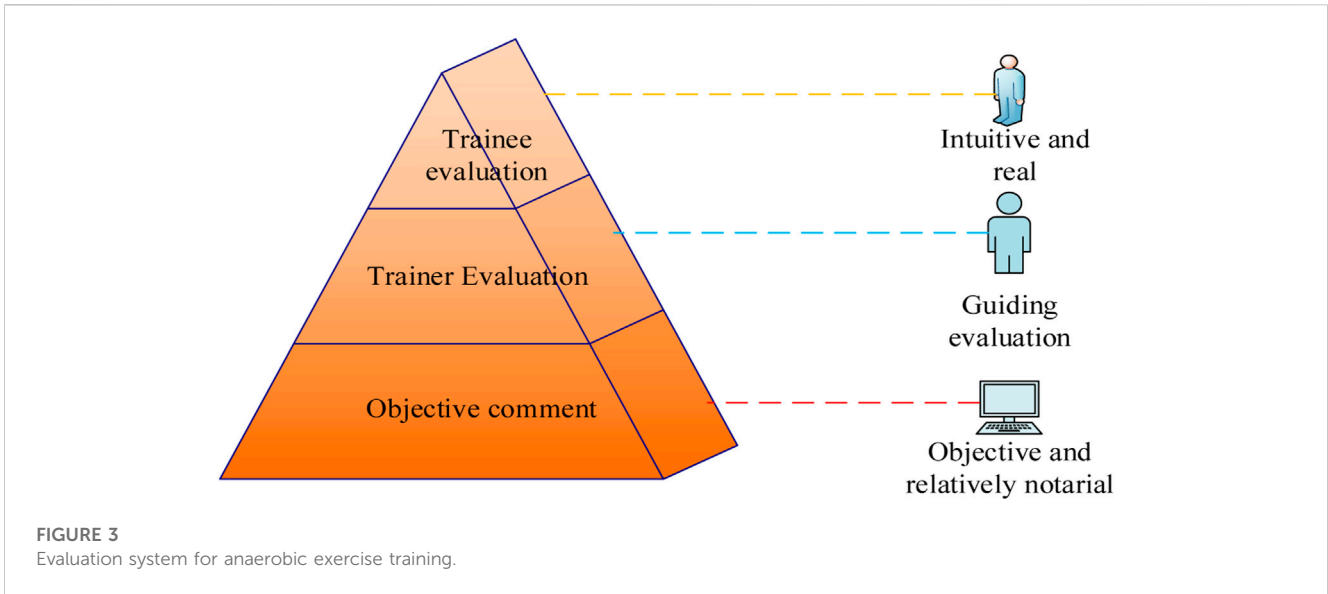 Trainee
evaluation
Intuitive and
real
Trainer Evaluation
Guiding
evaluation
Objective comment
Objective and
relatively notarial
FIGURE 3
Evaluation system for anaerobic exercise training.